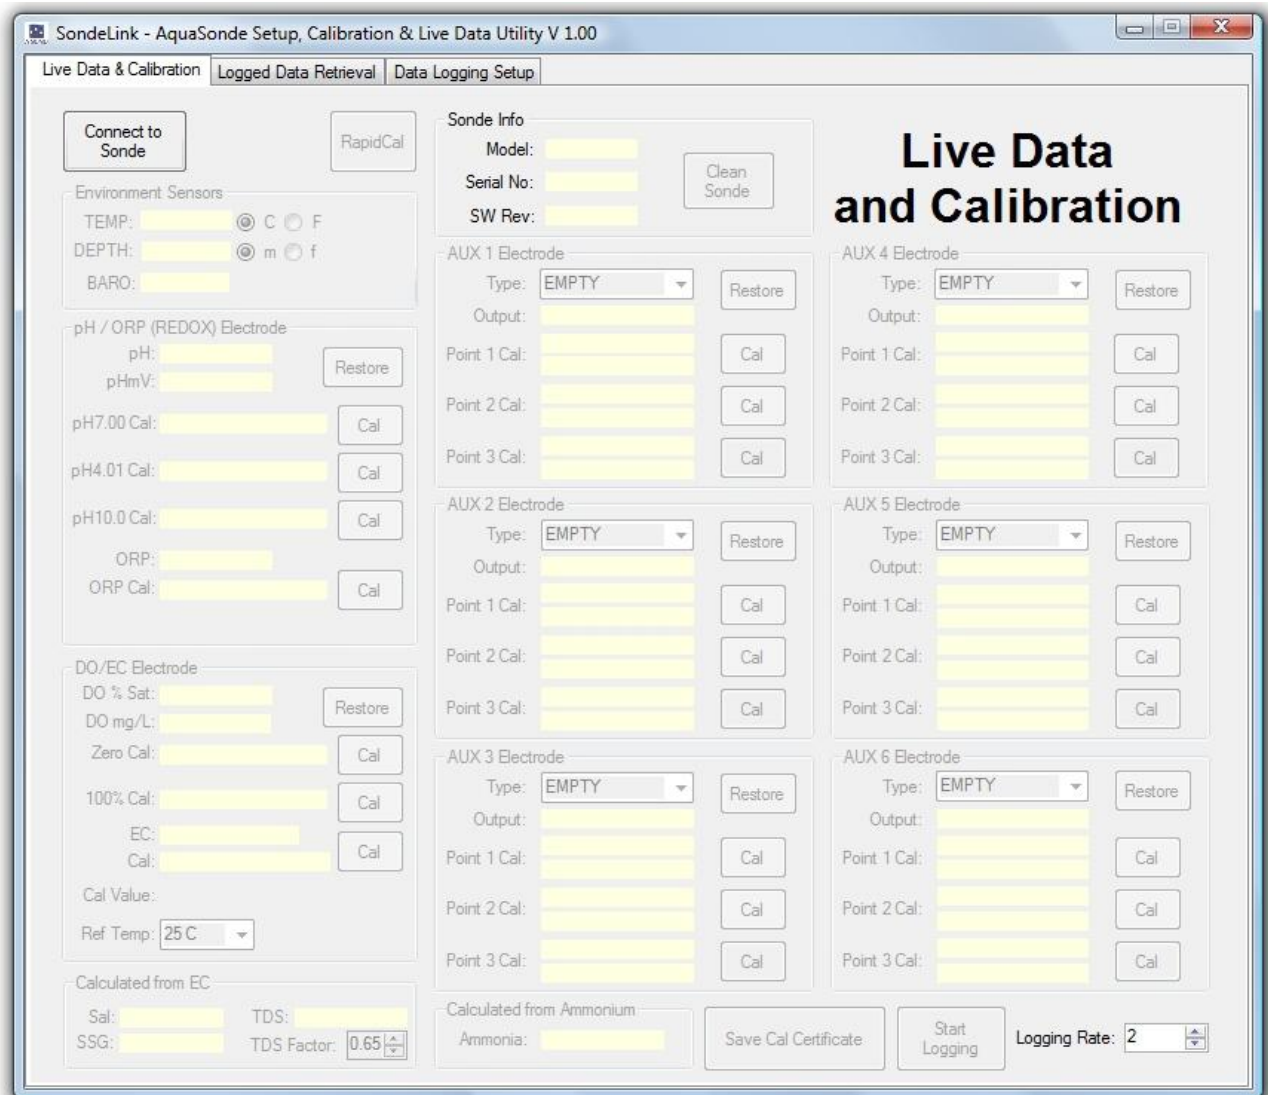 SondeLink - AquaSonde Setup, Calibration & Live Data Utility V 1.00
Live Data & Calibration
Logged Data Retrieval
Data Logging Setup
Connect to
Sonde
RapidCal
Environment Sensors
TEMP:
C
F
DEPTH:
m
f
BARO:
pH / ORP (REDOX) Electrode
pH:
pHmV:
Restore
pH7.00 Cal:
Cal
pH4.01 Cal:
Cal
pH10.0 Cal:
Cal
ORP:
ORP Cal:
Cal
DO/EC Electrode
DO % Sat:
DO mg/L:
Restore
Zero Cal:
Cal
100% Cal:
Cal
EC:
Cal:
Cal
Cal Value:
Ref Temp:
25 C
Calculated from EC
Sal:
TDS:
SSG:
TDS Factor:
0.65
Sonde Info
Model:
Serial No:
SW Rev:
Clean
Sonde
Live Data
and Calibration
AUX 1 Electrode
Type:
EMPTY
Restore
Output:
Point 1 Cal:
Cal
Point 2 Cal:
Cal
Point 3 Cal:
Cal
AUX 4 Electrode
Type:
EMPTY
Restore
Output:
Point 1 Cal:
Cal
Point 2 Cal:
Cal
Point 3 Cal:
Cal
AUX 2 Electrode
Type:
EMPTY
Restore
Output:
Point 1 Cal:
Cal
Point 2 Cal:
Cal
Point 3 Cal:
Cal
AUX 5 Electrode
Type:
EMPTY
Restore
Output:
Point 1 Cal:
Cal
Point 2 Cal:
Cal
Point 3 Cal:
Cal
AUX 3 Electrode
Type:
EMPTY
Restore
Output:
Point 1 Cal:
Cal
Point 2 Cal:
Cal
Point 3 Cal:
Cal
AUX 6 Electrode
Type:
EMPTY
Restore
Output:
Point 1 Cal:
Cal
Point 2 Cal:
Cal
Point 3 Cal:
Cal
Calculated from Ammonium
Ammonia:
Save Cal Certificate
Start
Logging
Logging Rate:
2